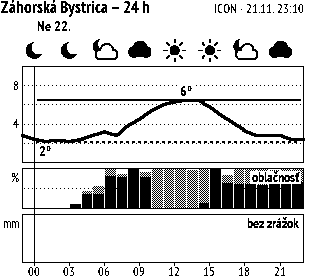 Záhorská Bystrica – 24 h
ICON · 21.11. 23:10
Ne 22.
8
6°
4
2°
%
oblačnosť
mm
bez zrážok
00 03 06 09 12 15 18 21